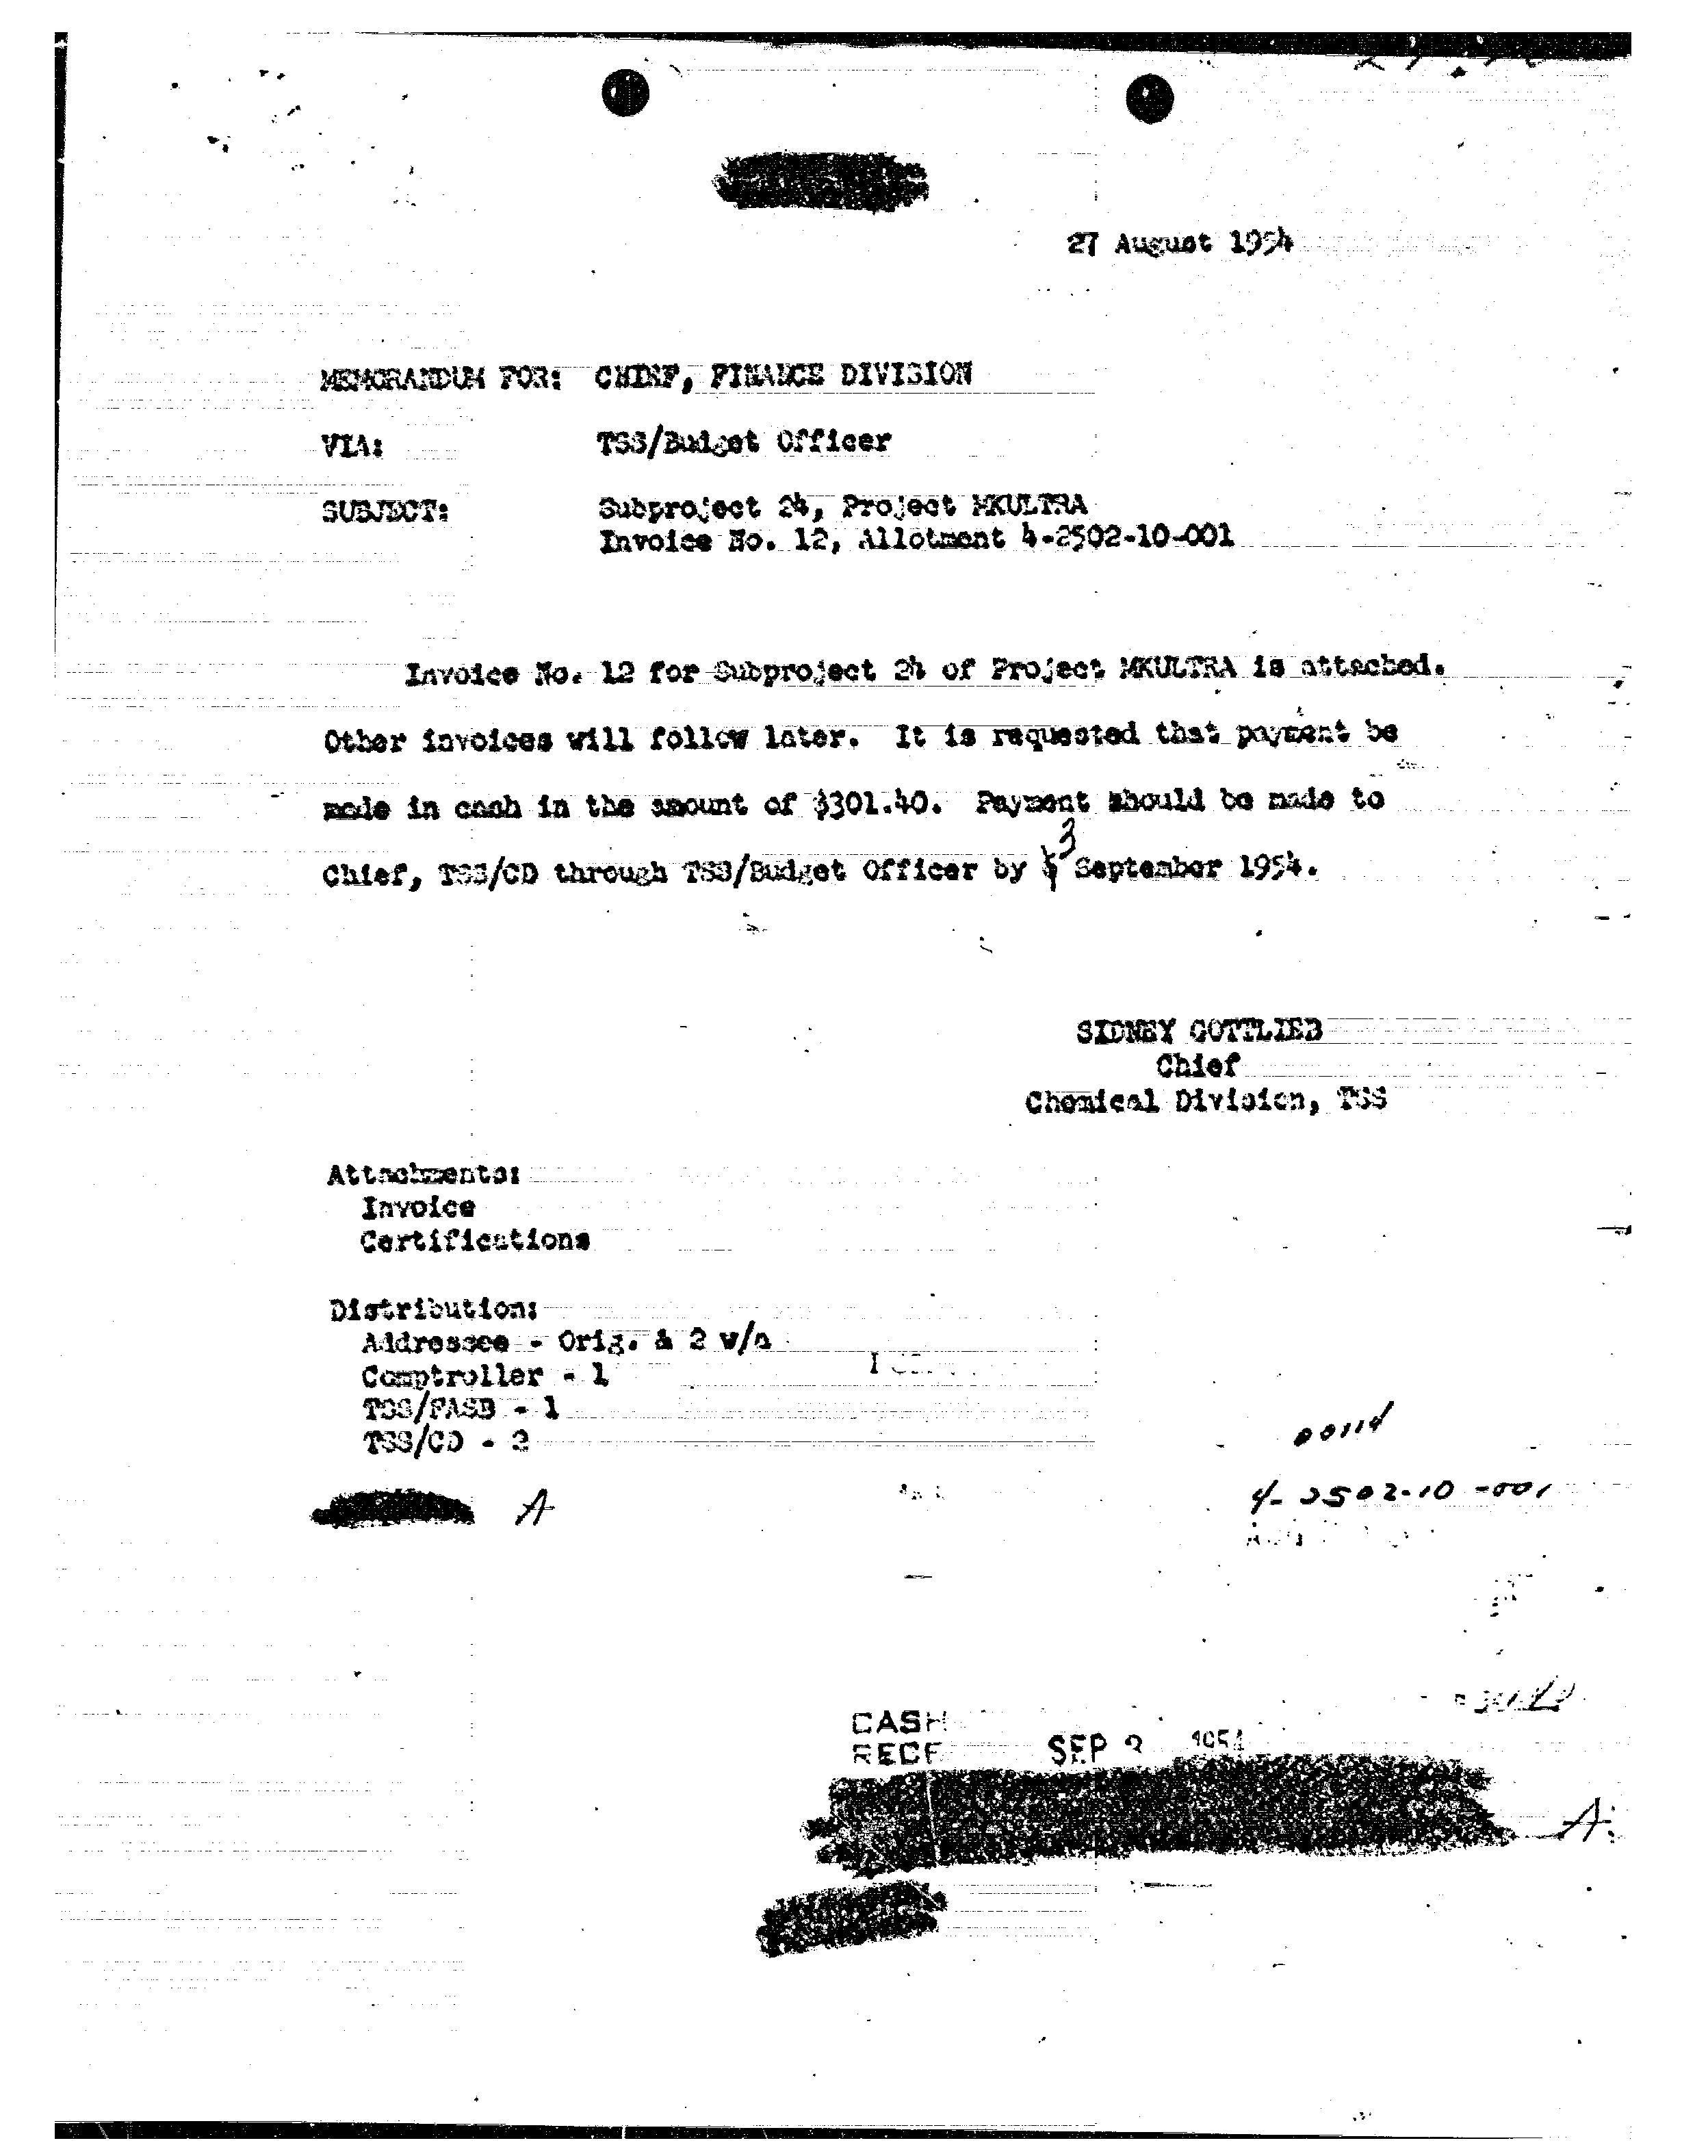 27 August 1954
MEMORANDUM FOR: CHIEF, FINANCE DIVISION
VIA: TSS/Budget Officer
SUBJECT: Subproject 24, Project MKULTRA
Invoice No. 12, Allotment 4-2502-10-001
Invoice No. 12 for Subproject 24 of Project MKULTRA is attached.
Other invoices will follow later. It is requested that payment be
made in cash in the amount of $301.40. Payment should be made to
3
Chief, TSS/CD through TSS/Budget Officer by September 1954.
SIDNEY GOTTLIEB
Chief
Chemical Division, TSS
Attachments:
Invoice
Certifications
Distribution:
Addressee - Orig. & 2 w/a
Comptroller - 1
TSS/FASB - 1
TSS/CD - 2
00114
A
4-2502-10-001
CASH
SEP 1954
A